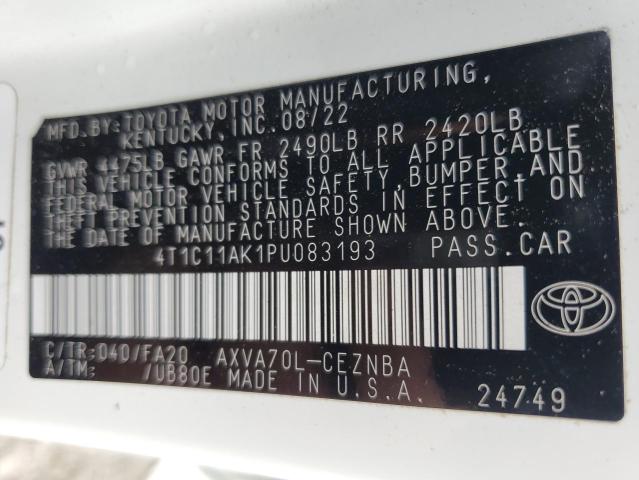 MFD.BY:TOYOTA MOTOR MANUFACTURING,
KENTUCKY,INC.08/22
GVWR 4475LB GAWR FR 2490LB RR 2420LB
THIS VEHICLE CONFORMS TO ALL APPLICABLE
FEDERAL MOTOR VEHICLE SAFETY,BUMPER,AND
THEFT PREVENTION STANDARDS IN EFFECT ON
THE DATE OF MANUFACTURE SHOWN ABOVE.
4T1C11AK1PU083193 PASS.CAR
C/TR:040/FA20 AXVA70L-CEZNBA
A/TM: /UB80E MADE IN U.S.A.
24749